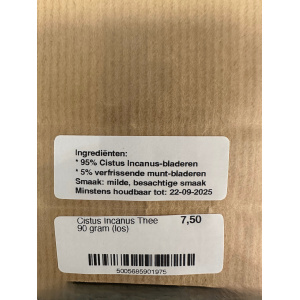 Ingrediënten:
* 95% Cistus Incanus-bladeren
* 5% verfrissende munt-bladeren
Smaak: milde, besachtige smaak
Minstens houdbaar tot: 22-09-2025
Cistus Incanus Thee 7,50
90 gram (los)
5005685901975